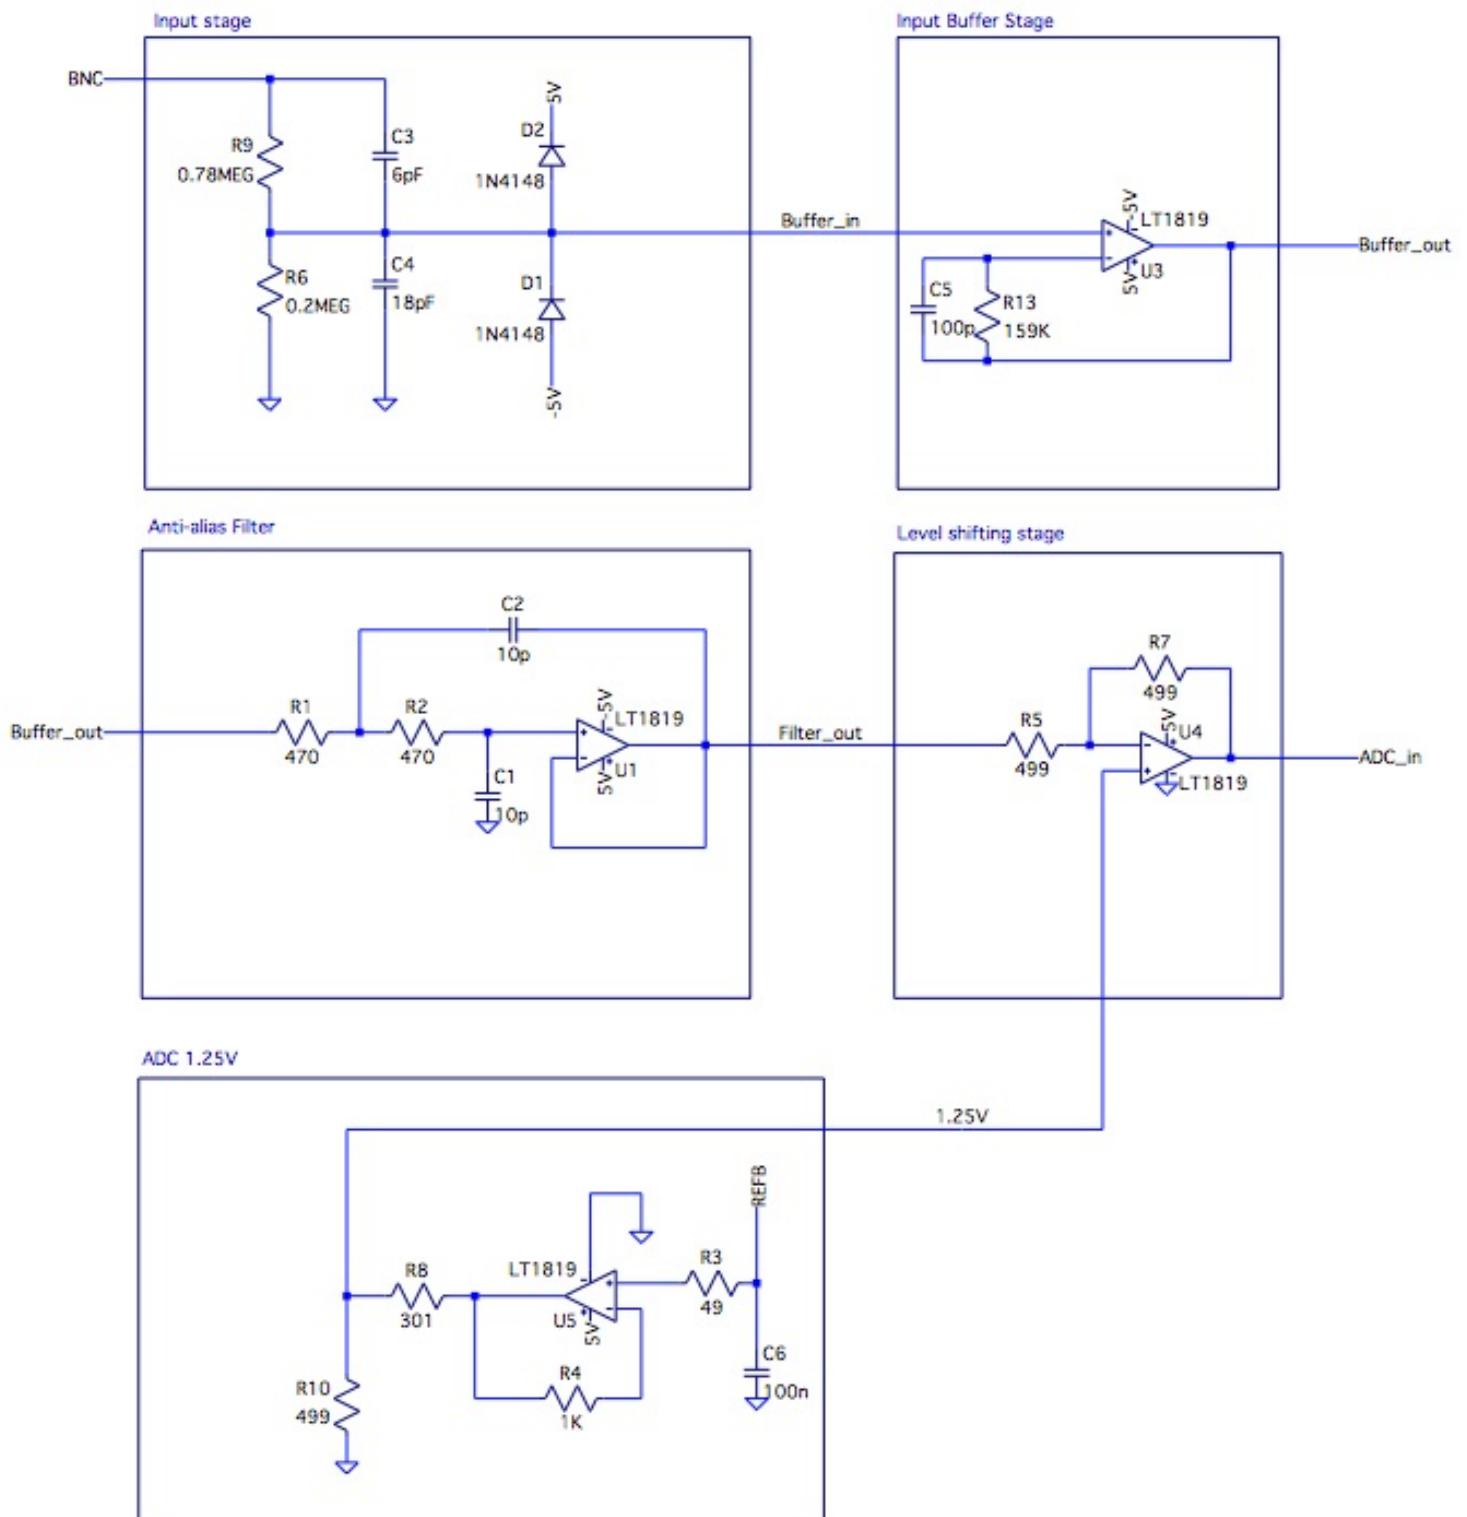 Input stage
BNC
R9
0.78MEG
C3
6pF
5V
D2
1N4148
R6
0.2MEG
C4
18pF
D1
1N4148
-5V
Buffer_in
Input Buffer Stage
-5V
LT1819
U3
5V
C5
100p
R13
159K
Buffer_out
Anti-alias Filter
Buffer_out
R1
470
R2
470
C2
10p
C1
10p
-5V
LT1819
U1
5V
Filter_out
Level shifting stage
R5
499
R7
499
5V
U4
LT1819
ADC_in
ADC 1.25V
1.25V
REFB
R3
49
C6
100n
LT1819
U5
5V
R4
1K
R8
301
R10
499